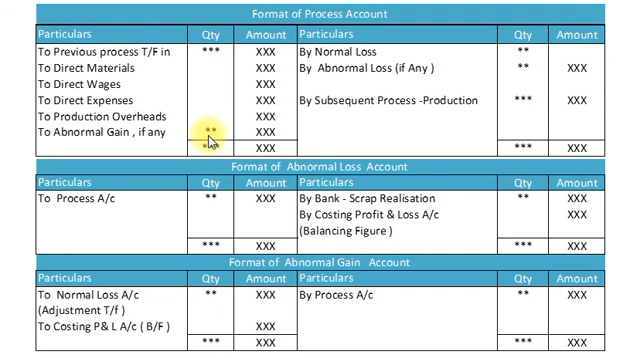 Format of Process Account
Particulars Qty Amount Particulars Qty Amount
To Previous process T/F in *** XXX By Normal Loss **
To Direct Materials XXX By Abnormal Loss (if Any ) ** XXX
To Direct Wages XXX
To Direct Expenses XXX By Subsequent Process -Production *** XXX
To Production Overheads XXX
To Abnormal Gain , if any ** XXX
*** XXX *** XXX
Format of Abnormal Loss Account
Particulars Qty Amount Particulars Qty Amount
To Process A/c ** XXX By Bank - Scrap Realisation ** XXX
By Costing Profit & Loss A/c XXX
(Balancing Figure )
*** XXX *** XXX
Format of Abnormal Gain Account
Particulars Qty Amount Particulars Qty Amount
To Normal Loss A/c ** XXX By Process A/c ** XXX
(Adjustment T/f )
To Costing P& L A/c ( B/F ) XXX
*** XXX *** XXX